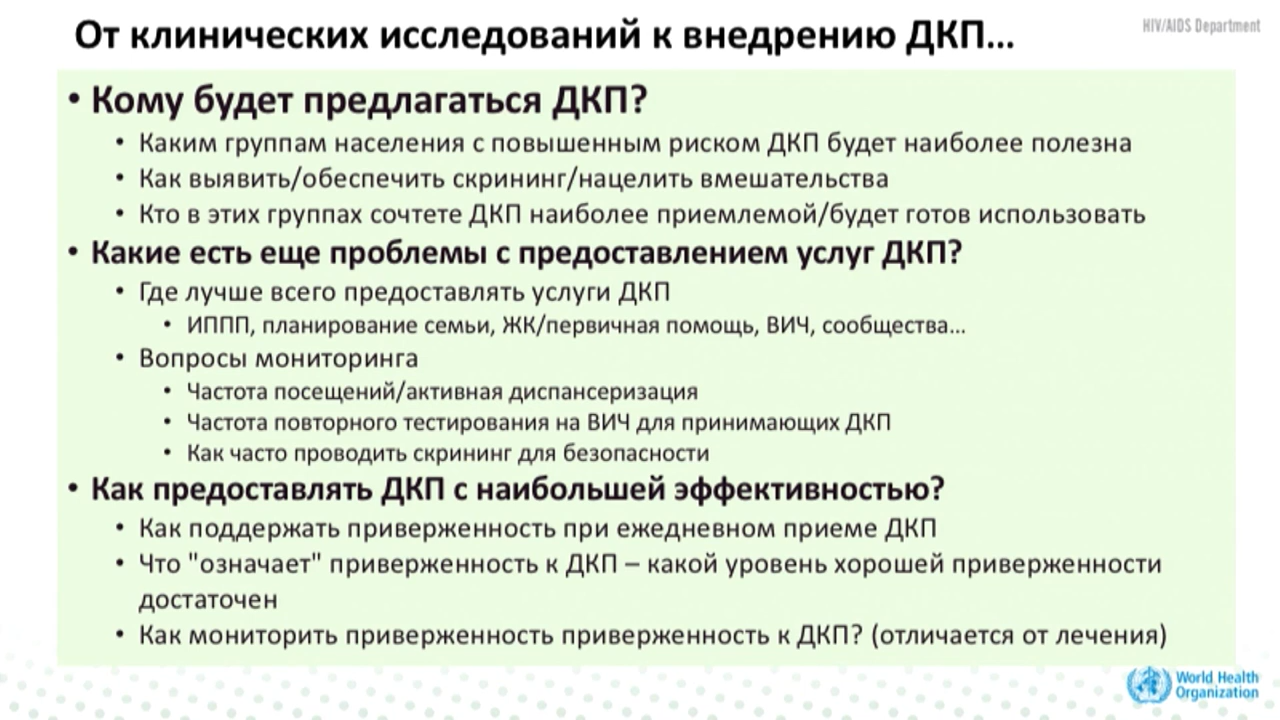 От клинических исследований к внедрению ДКП...
HIV/AIDS Department
• Кому будет предлагаться ДКП?
• Каким группам населения с повышенным риском ДКП будет наиболее полезна
• Как выявить/обеспечить скрининг/нацелить вмешательства
• Кто в этих группах сочтете ДКП наиболее приемлемой/будет готов использовать
• Какие есть еще проблемы с предоставлением услуг ДКП?
• Где лучше всего предоставлять услуги ДКП
• ИППП, планирование семьи, ЖК/первичная помощь, ВИЧ, сообщества...
• Вопросы мониторинга
• Частота посещений/активная диспансеризация
• Частота повторного тестирования на ВИЧ для принимающих ДКП
• Как часто проводить скрининг для безопасности
• Как предоставлять ДКП с наибольшей эффективностью?
• Как поддержать приверженность при ежедневном приеме ДКП
• Что "означает" приверженность к ДКП – какой уровень хорошей приверженности
достаточен
• Как мониторить приверженность приверженность к ДКП? (отличается от лечения)
World Health
Organization